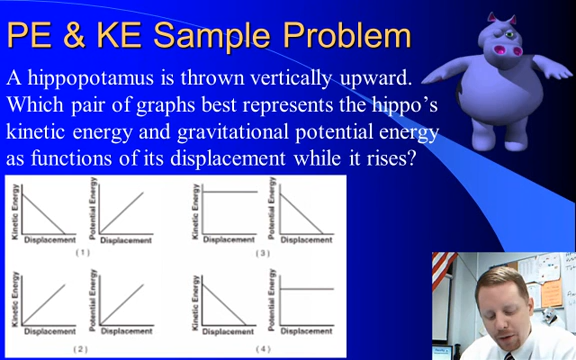 PE & KE Sample Problem
A hippopotamus is thrown vertically upward.
Which pair of graphs best represents the hippo's
kinetic energy and gravitational potential energy
as functions of its displacement while it rises?
Kinetic Energy
Displacement
Potential Energy
Displacement
(1)
Kinetic Energy
Displacement
Potential Energy
Displacement
(3)
Kinetic Energy
Displacement
Potential Energy
Displacement
(2)
Kinetic Energy
Displacement
Potential Energy
Displacement
(4)